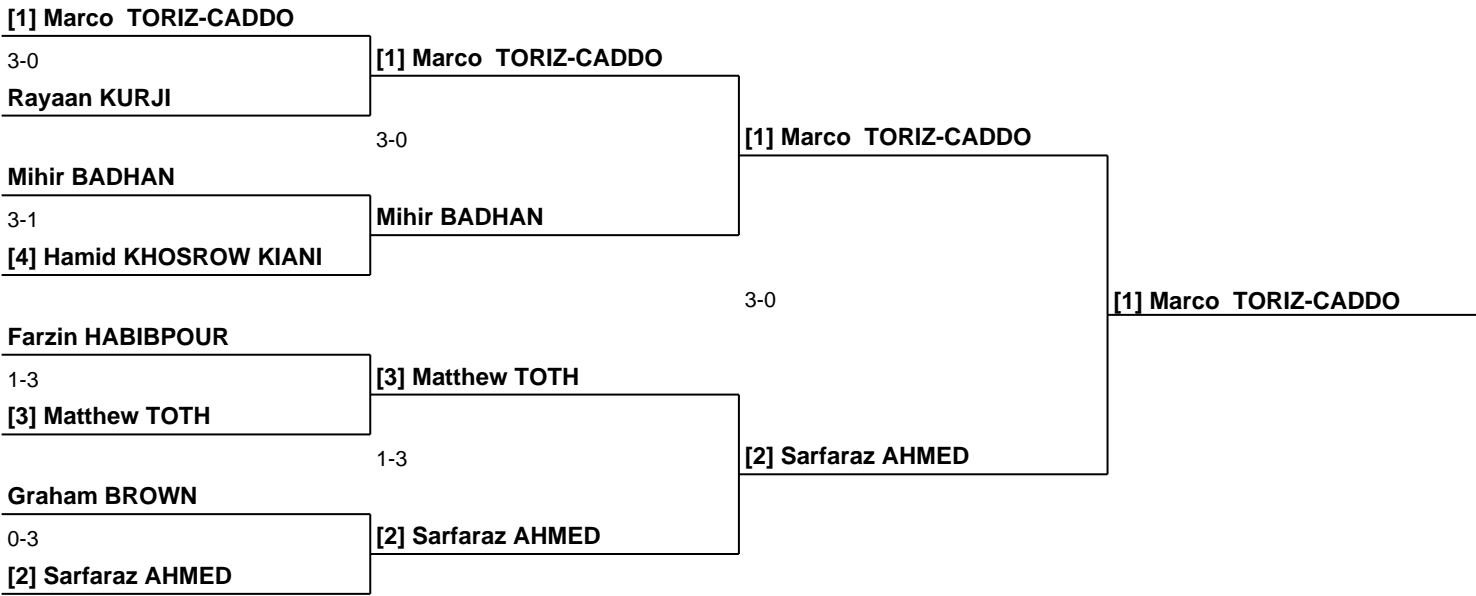 [1] Marco  TORIZ-CADDO
3-0
[1] Marco  TORIZ-CADDO
Rayaan KURJI
3-0
[1] Marco  TORIZ-CADDO
Mihir BADHAN
3-1
Mihir BADHAN
[4] Hamid KHOSROW KIANI
3-0
[1] Marco  TORIZ-CADDO
Farzin HABIBPOUR
1-3
[3] Matthew TOTH
[3] Matthew TOTH
1-3
[2] Sarfaraz AHMED
Graham BROWN
0-3
[2] Sarfaraz AHMED
[2] Sarfaraz AHMED